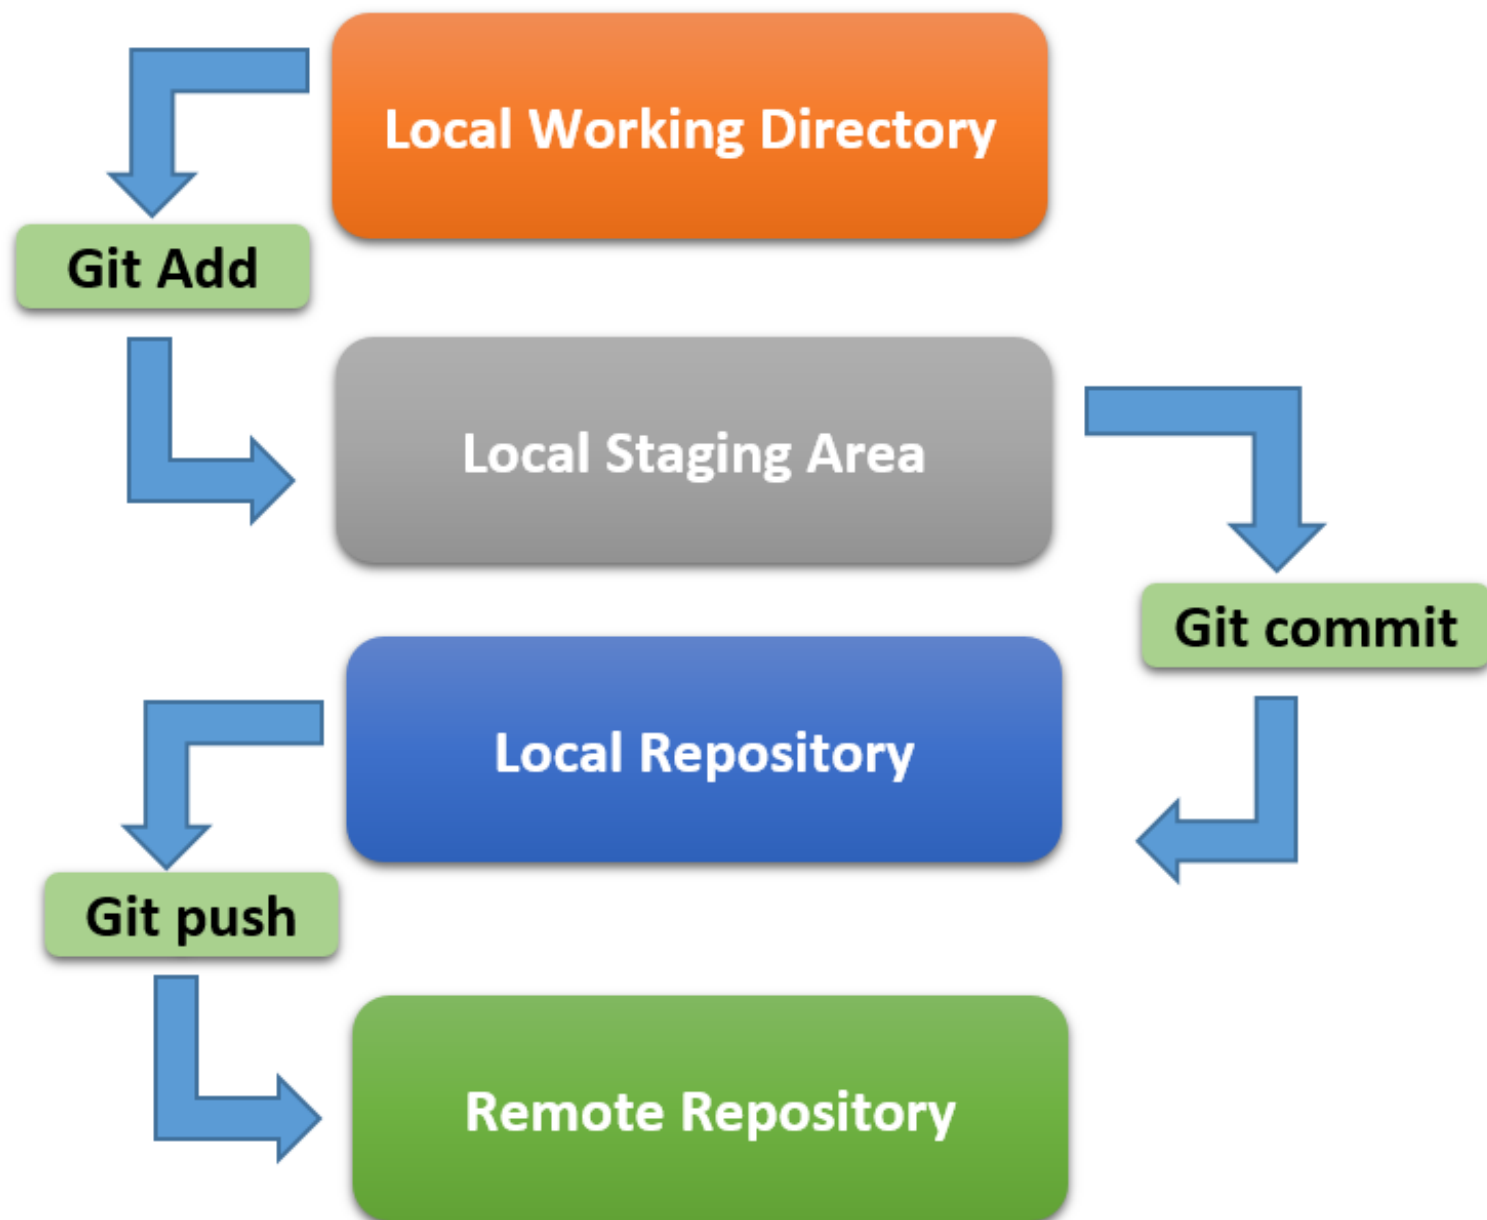 Local Working Directory
Git Add
Local Staging Area
Git commit
Local Repository
Git push
Remote Repository